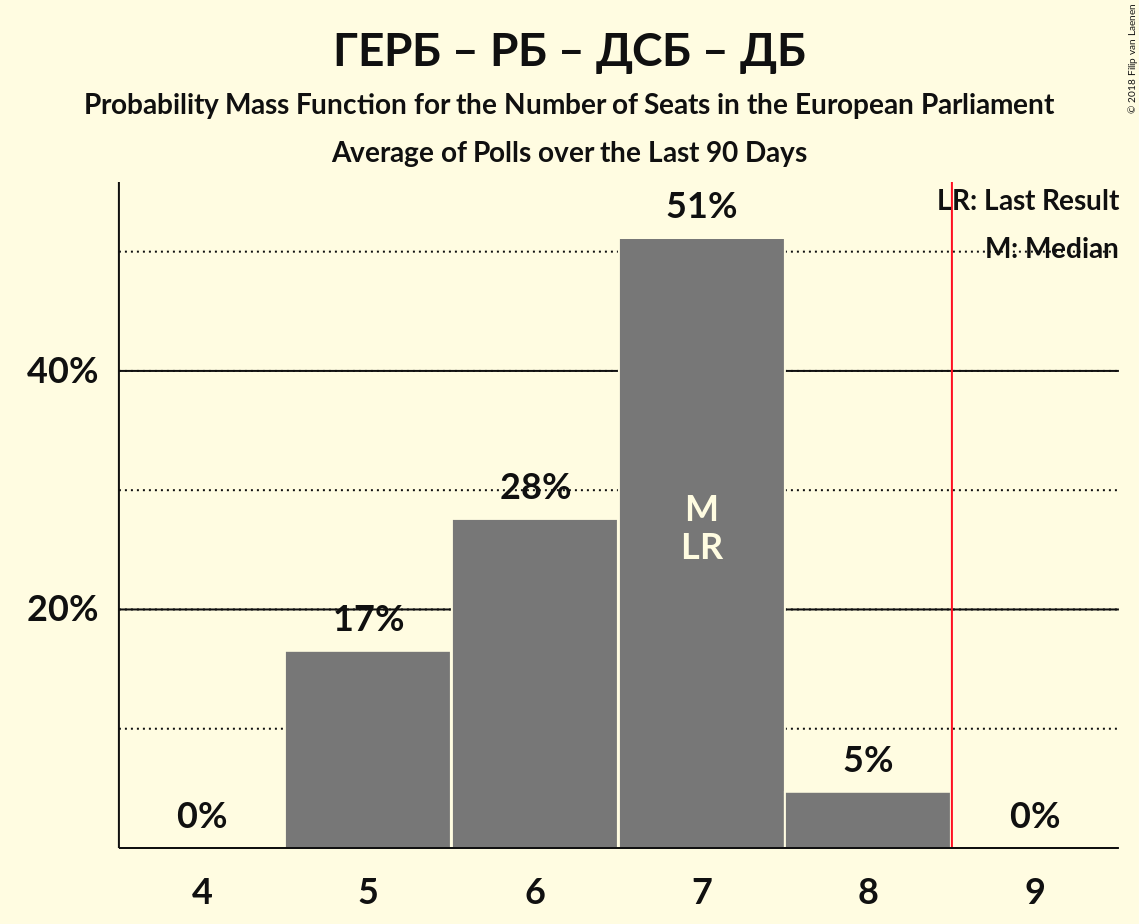 ГЕРБ – РБ – ДСБ – ДБ
Probability Mass Function for the Number of Seats in the European Parliament
Average of Polls over the Last 90 Days
© 2018 Filip van Laenen
LR: Last Result
M: Median
51%
40%
28%
M
LR
20%
17%
5%
0%
0%
4 5 6 7 8 9